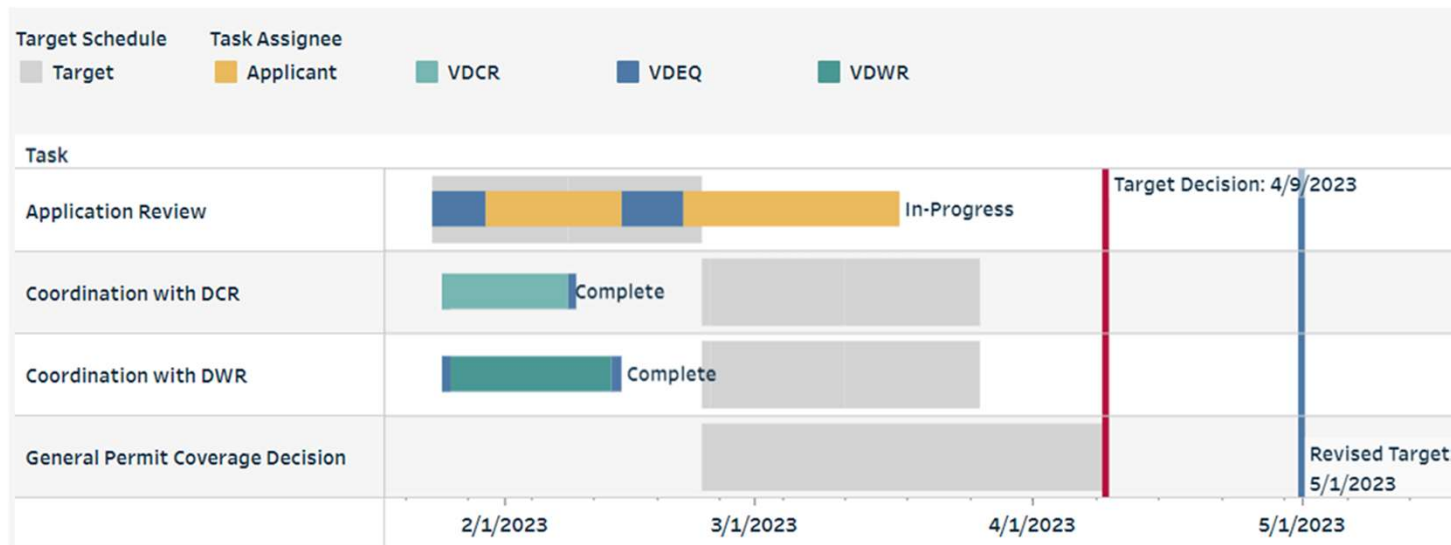 Target Schedule Task Assignee
Target Applicant VDCR VDEQ VDWR
Task
Application Review
In-Progress
Target Decision: 4/9/2023
Coordination with DCR
Complete
Coordination with DWR
Complete
General Permit Coverage Decision
Revised Target:
5/1/2023
2/1/2023 3/1/2023 4/1/2023 5/1/2023